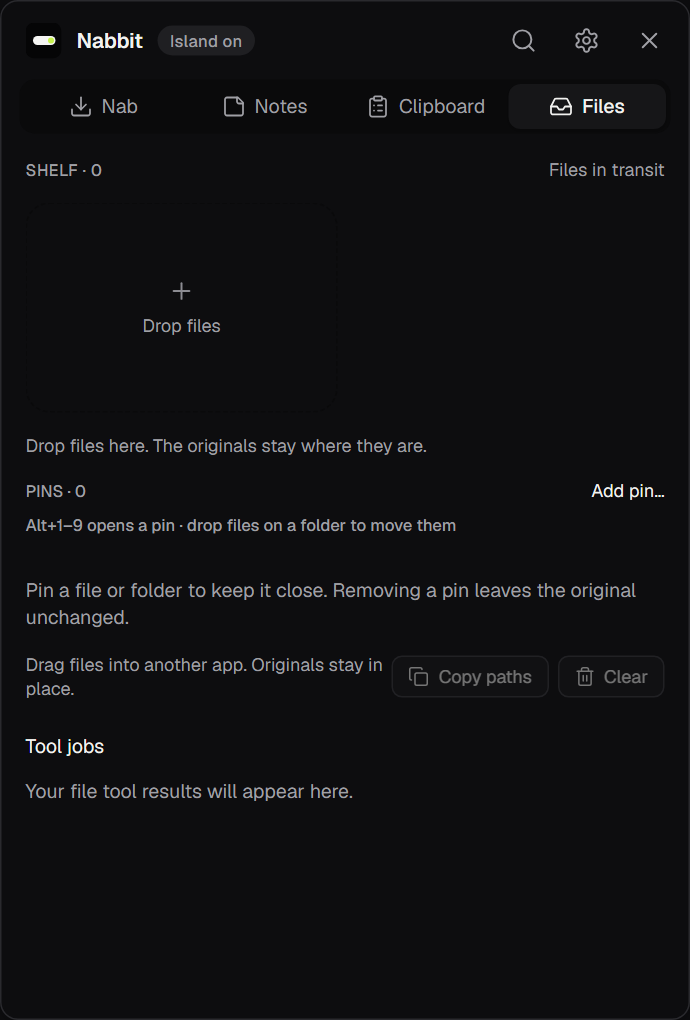 Nabbit
Island on
Nab
Notes
Clipboard
Files
SHELF · 0
Files in transit
Drop files
Drop files here. The originals stay where they are.
PINS · 0
Add pin…
Alt+1–9 opens a pin · drop files on a folder to move them
Pin a file or folder to keep it close. Removing a pin leaves the original
unchanged.
Drag files into another app. Originals stay in
place.
Copy paths
Clear
Tool jobs
Your file tool results will appear here.